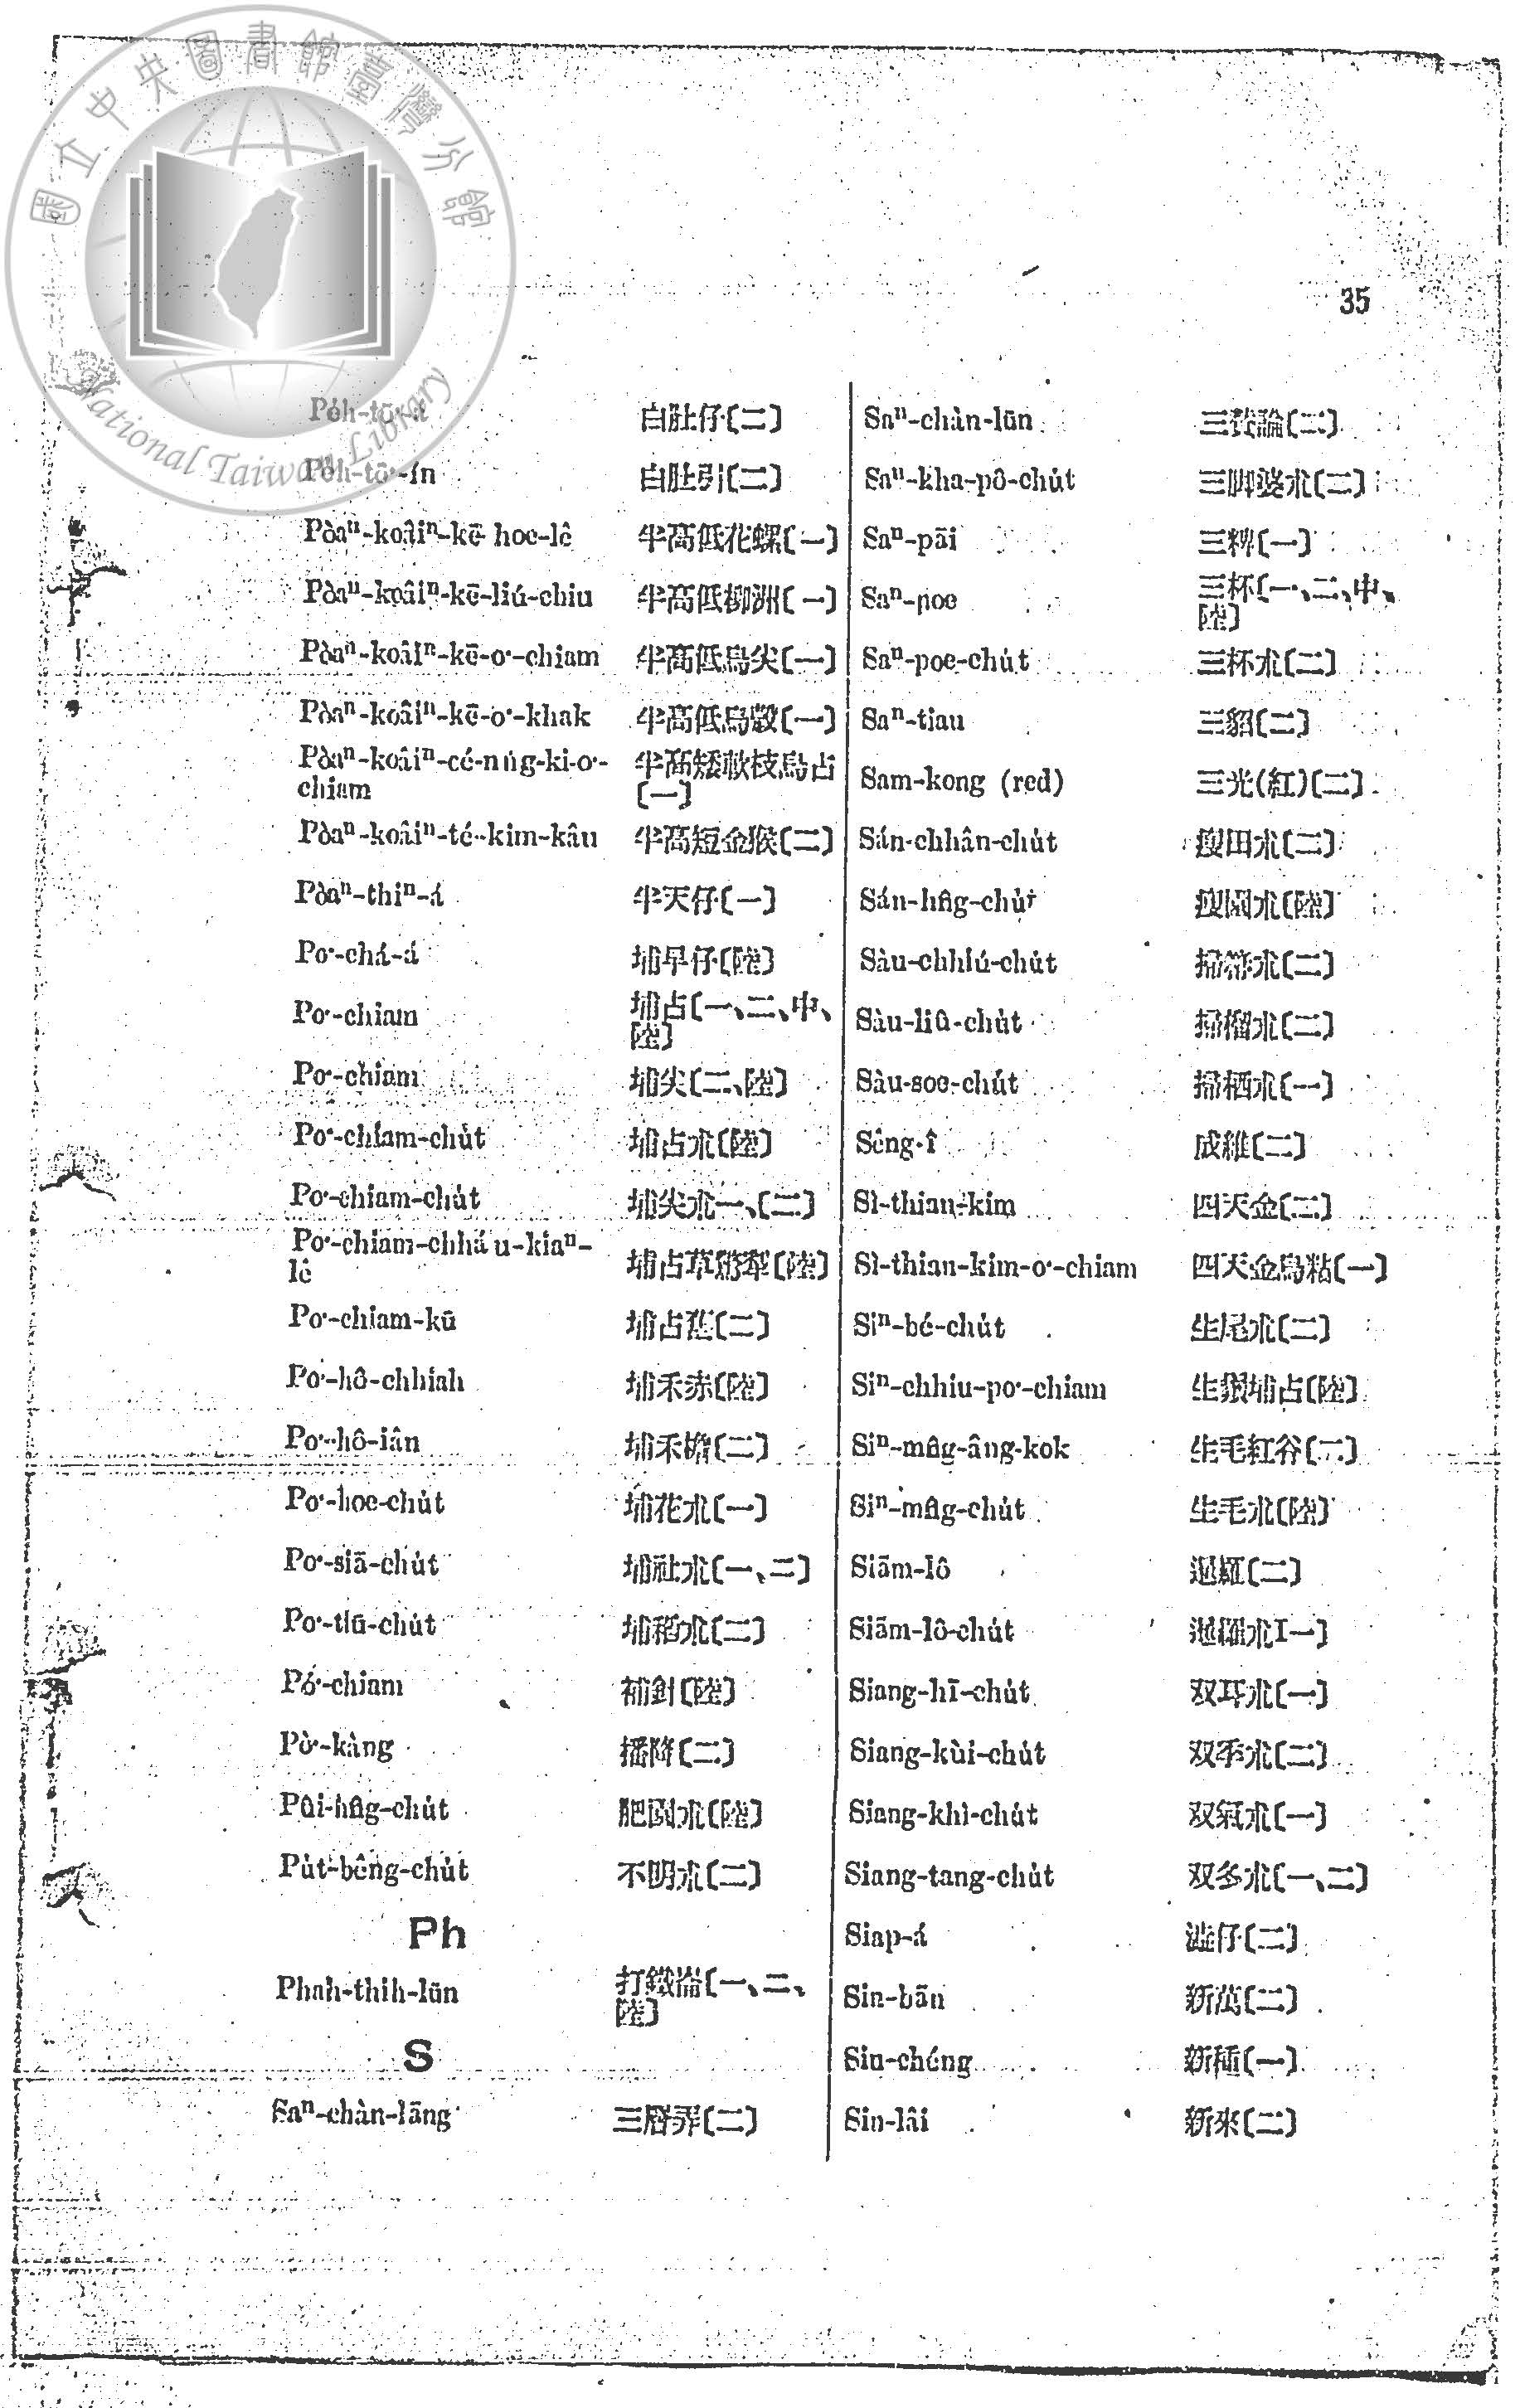 國立中央圖書館臺灣分館
National Taiwan Library
35
Pe̍h-tō·-á 白肚仔〔二〕
Pe̍h-tō·-ín 白肚引〔二〕
Pòaⁿ-koâiⁿ-kē hoe-lê 半高低花螺〔一〕
Pòaⁿ-koâiⁿ-kē-liú-chiu 半高低柳洲〔一〕
Pòaⁿ-koâiⁿ-kē-o·-chiam 半高低烏尖〔一〕
Pòaⁿ-koâiⁿ-kē-o·-khak 半高低烏殼〔一〕
Pòaⁿ-koâiⁿ-cé-nńg-ki-o·-
chiam 半高矮軟枝烏占
〔一〕
Pòaⁿ-koâiⁿ-té-kim-kâu 半高短金猴〔二〕
Pòaⁿ-thiⁿ-á 半天仔〔一〕
Po·-chá-á 埔早仔〔陸〕
Po·-chiam 埔占〔一、二、中、
陸〕
Po·-chiam 埔尖〔二、陸〕
Po·-chiam-chu̍t 埔占朮〔陸〕
Po·-chiam-chu̍t 埔尖朮一、〔二〕
Po·-chiam-chháu-kiaⁿ-
lê 埔占草〔陸〕
Po·-chiam-kū 埔占舊〔二〕
Po·-hô-chhiah 埔禾赤〔陸〕
Po·-hô-iân 埔禾檐〔二〕
Po·-hoe-chu̍t 埔花朮〔一〕
Po·-siā-chu̍t 埔社朮〔一、二〕
Po·-tiū-chu̍t 埔稻朮〔二〕
Pó·-chiam 補針〔陸〕
Pò·-kàng 播降〔二〕
Pûi-hn̂g-chu̍t 肥園朮〔陸〕
Pu̍t-bêng-chu̍t 不明朮〔二〕
Ph
Phah-thih-lūn 打鐵崙〔一、二、
陸〕
S
Saⁿ-chàn-lāng 三層弄〔二〕
Saⁿ-chàn-lūn 三贊論〔二〕
Saⁿ-kha-pô-chu̍t 三脚婆朮〔二〕
Saⁿ-pāi 三粺〔一〕
Saⁿ-poe 三杯〔一、二、中、
陸〕
Saⁿ-poe-chu̍t 三杯朮〔二〕
Saⁿ-tiau 三貂〔二〕
Sam-kong (red) 三光(紅)〔二〕
Sán-chhân-chu̍t 瘦田朮〔二〕
Sán-hn̂g-chu̍t 瘦園朮〔陸〕
Sàu-chhiú-chu̍t 掃帚朮〔二〕
Sàu-liû-chu̍t 掃榴朮〔二〕
Sàu-soe-chu̍t 掃栖朮〔一〕
Sêng-î 成維〔二〕
Sì-thian-kim 四天金〔二〕
Sì-thian-kim-o·-chiam 四天金烏粘〔一〕
Siⁿ-bé-chu̍t 生尾朮〔二〕
Siⁿ-chhiu-po·-chiam 生鬚埔占〔陸〕
Siⁿ-mn̂g-âng-kok 生毛紅谷〔二〕
Siⁿ-mn̂g-chu̍t 生毛朮〔陸〕
Siām-lô 暹羅〔二〕
Siām-lô-chu̍t 暹羅朮〔一〕
Siang-hī-chu̍t 双耳朮〔一〕
Siang-kùi-chu̍t 双季朮〔二〕
Siang-khì-chu̍t 双氣朮〔一〕
Siang-tang-chu̍t 双冬朮〔一、二〕
Siap-á 澁仔〔二〕
Sin-bān 新萬〔二〕
Sin-chéng 新種〔一〕
Sin-lâi 新來〔二〕